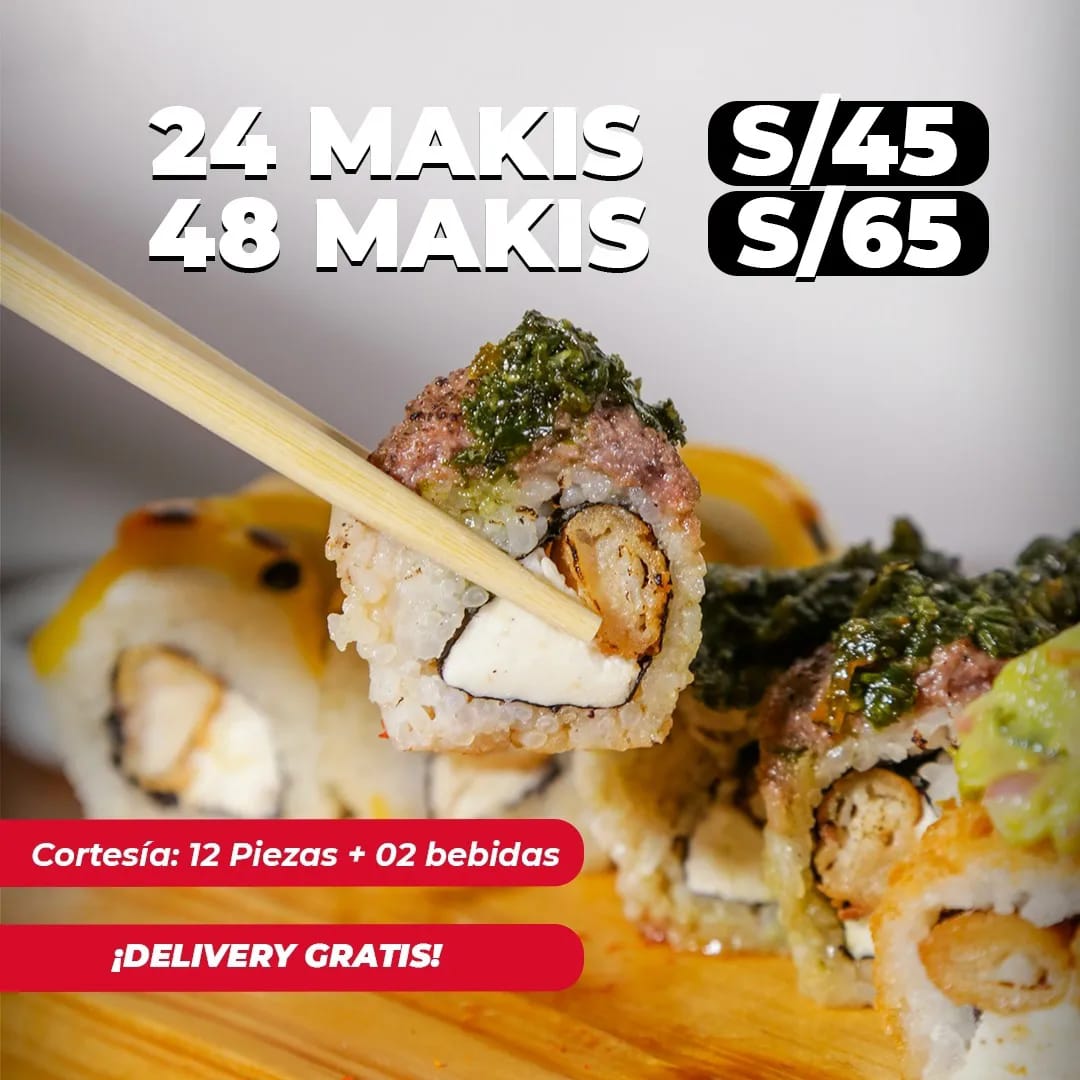 24 MAKIS S/45
48 MAKIS S/65
Cortesía: 12 Piezas + 02 bebidas
¡DELIVERY GRATIS!